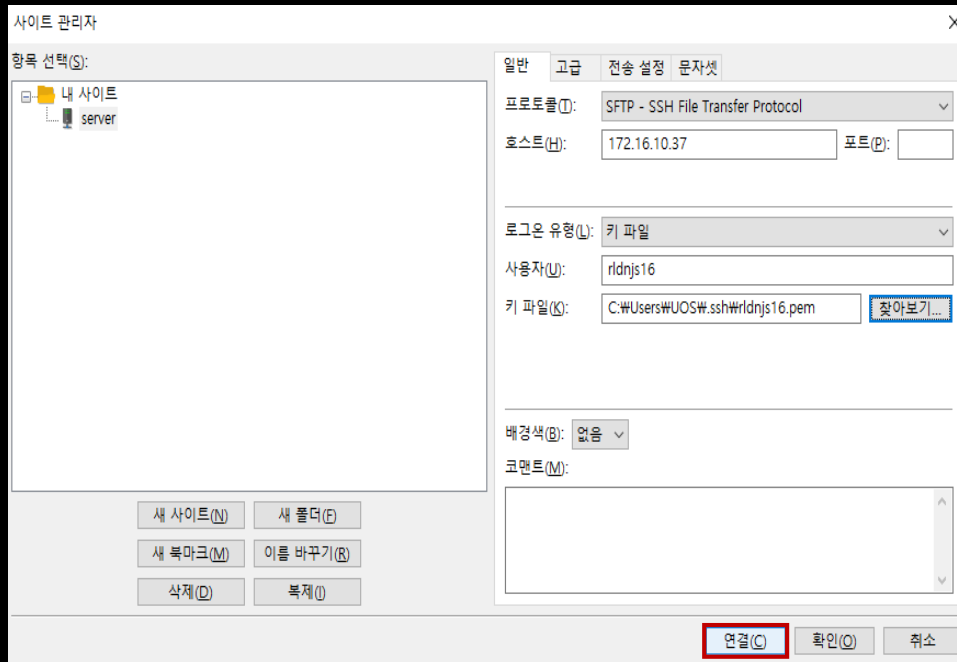 사이트 관리자
항목 선택(S):
내 사이트
server
새 사이트(N) 새 폴더(F)
새 북마크(M) 이름 바꾸기(R)
삭제(D) 복제(I)
일반 고급 전송 설정 문자셋
프로토콜(T): SFTP - SSH File Transfer Protocol
호스트(H): 172.16.10.37 포트(P):
로그온 유형(L): 키 파일
사용자(U): rldnjs16
키 파일(K): C:₩Users₩UOS₩.ssh₩rldnjs16.pem 찾아보기...
배경색(B): 없음
코맨트(M):
연결(C) 확인(O) 취소